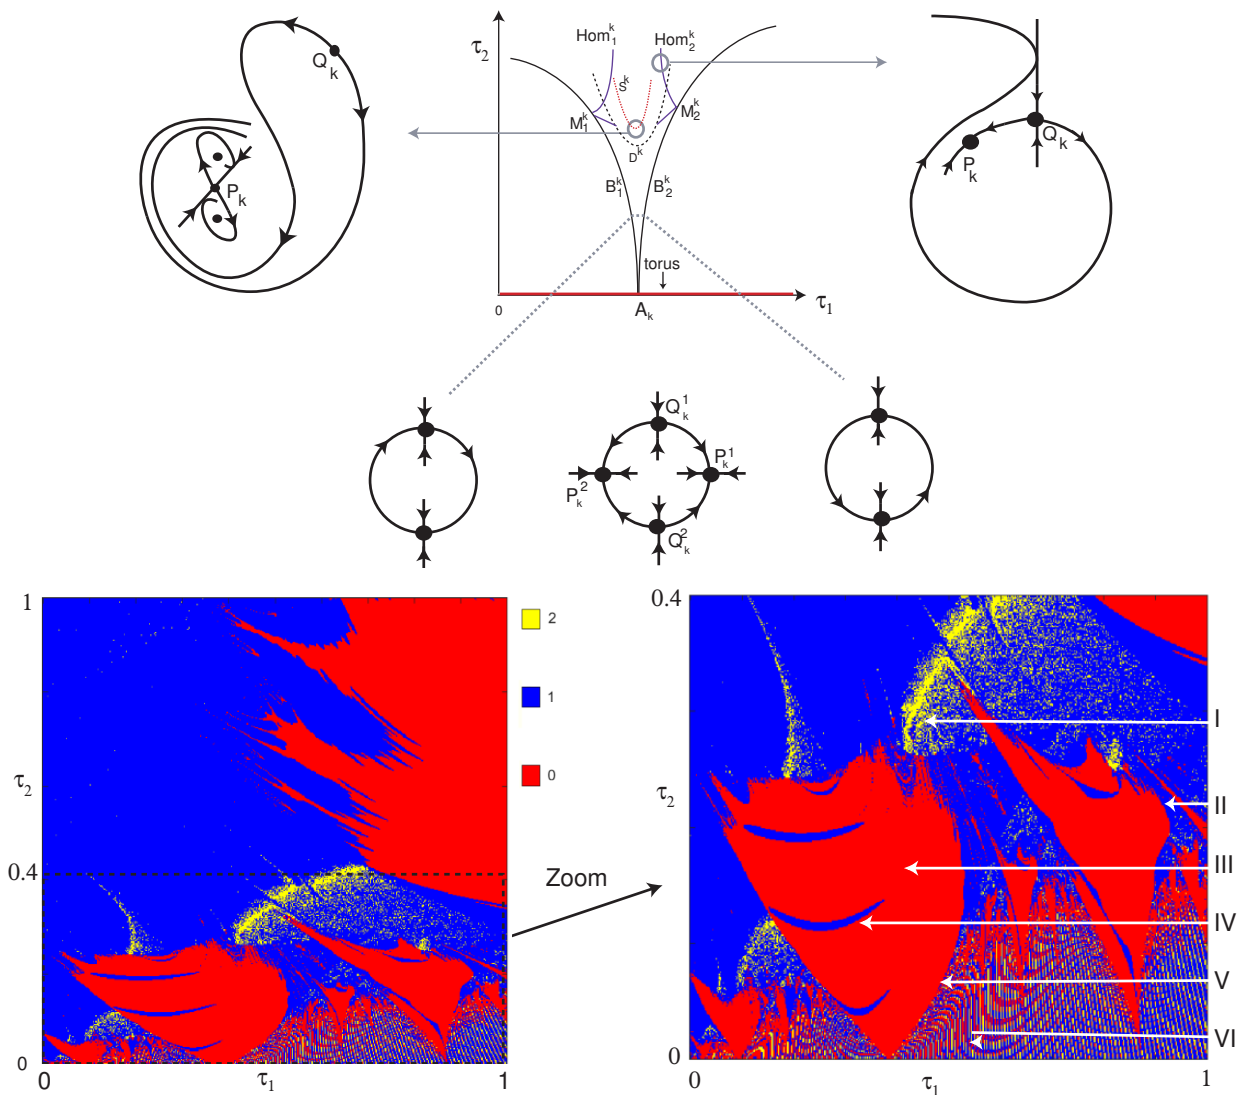 Q_k
P_k
τ_2
Hom_1^k
Hom_2^k
S^k
M_1^k
M_2^k
D^k
B_1^k
B_2^k
torus
0
A_k
τ_1
P_k
Q_k
Q_k^1
P_k^1
P_k^2
Q_k^2
1
τ_2
0.4
0
0
τ_1
1
2
1
0
Zoom
0.4
τ_2
0
0
τ_1
1
I
II
III
IV
V
VI